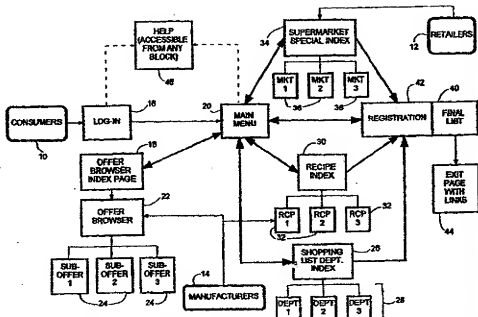 HELP
(ACCESSIBLE
FROM ANY
BLOCK)
46
34
SUPERMARKET
SPECIAL INDEX
12
RETAILERS
MKT
1
MKT
2
MKT
3
36
36
CONSUMERS
10
16
LOG-IN
20
MAIN
MENU
42
REGISTRATION
40
FINAL
LIST
18
OFFER
BROWSER
INDEX PAGE
22
OFFER
BROWSER
30
RECIPE
INDEX
RCP
1
RCP
2
RCP
3
32
32
EXIT
PAGE
WITH
LINKS
44
SUB-
OFFER
1
SUB-
OFFER
2
SUB-
OFFER
3
24
24
14
MANUFACTURERS
SHOPPING
LIST DEPT.
INDEX
26
DEPT
1
DEPT
2
DEPT
3
28